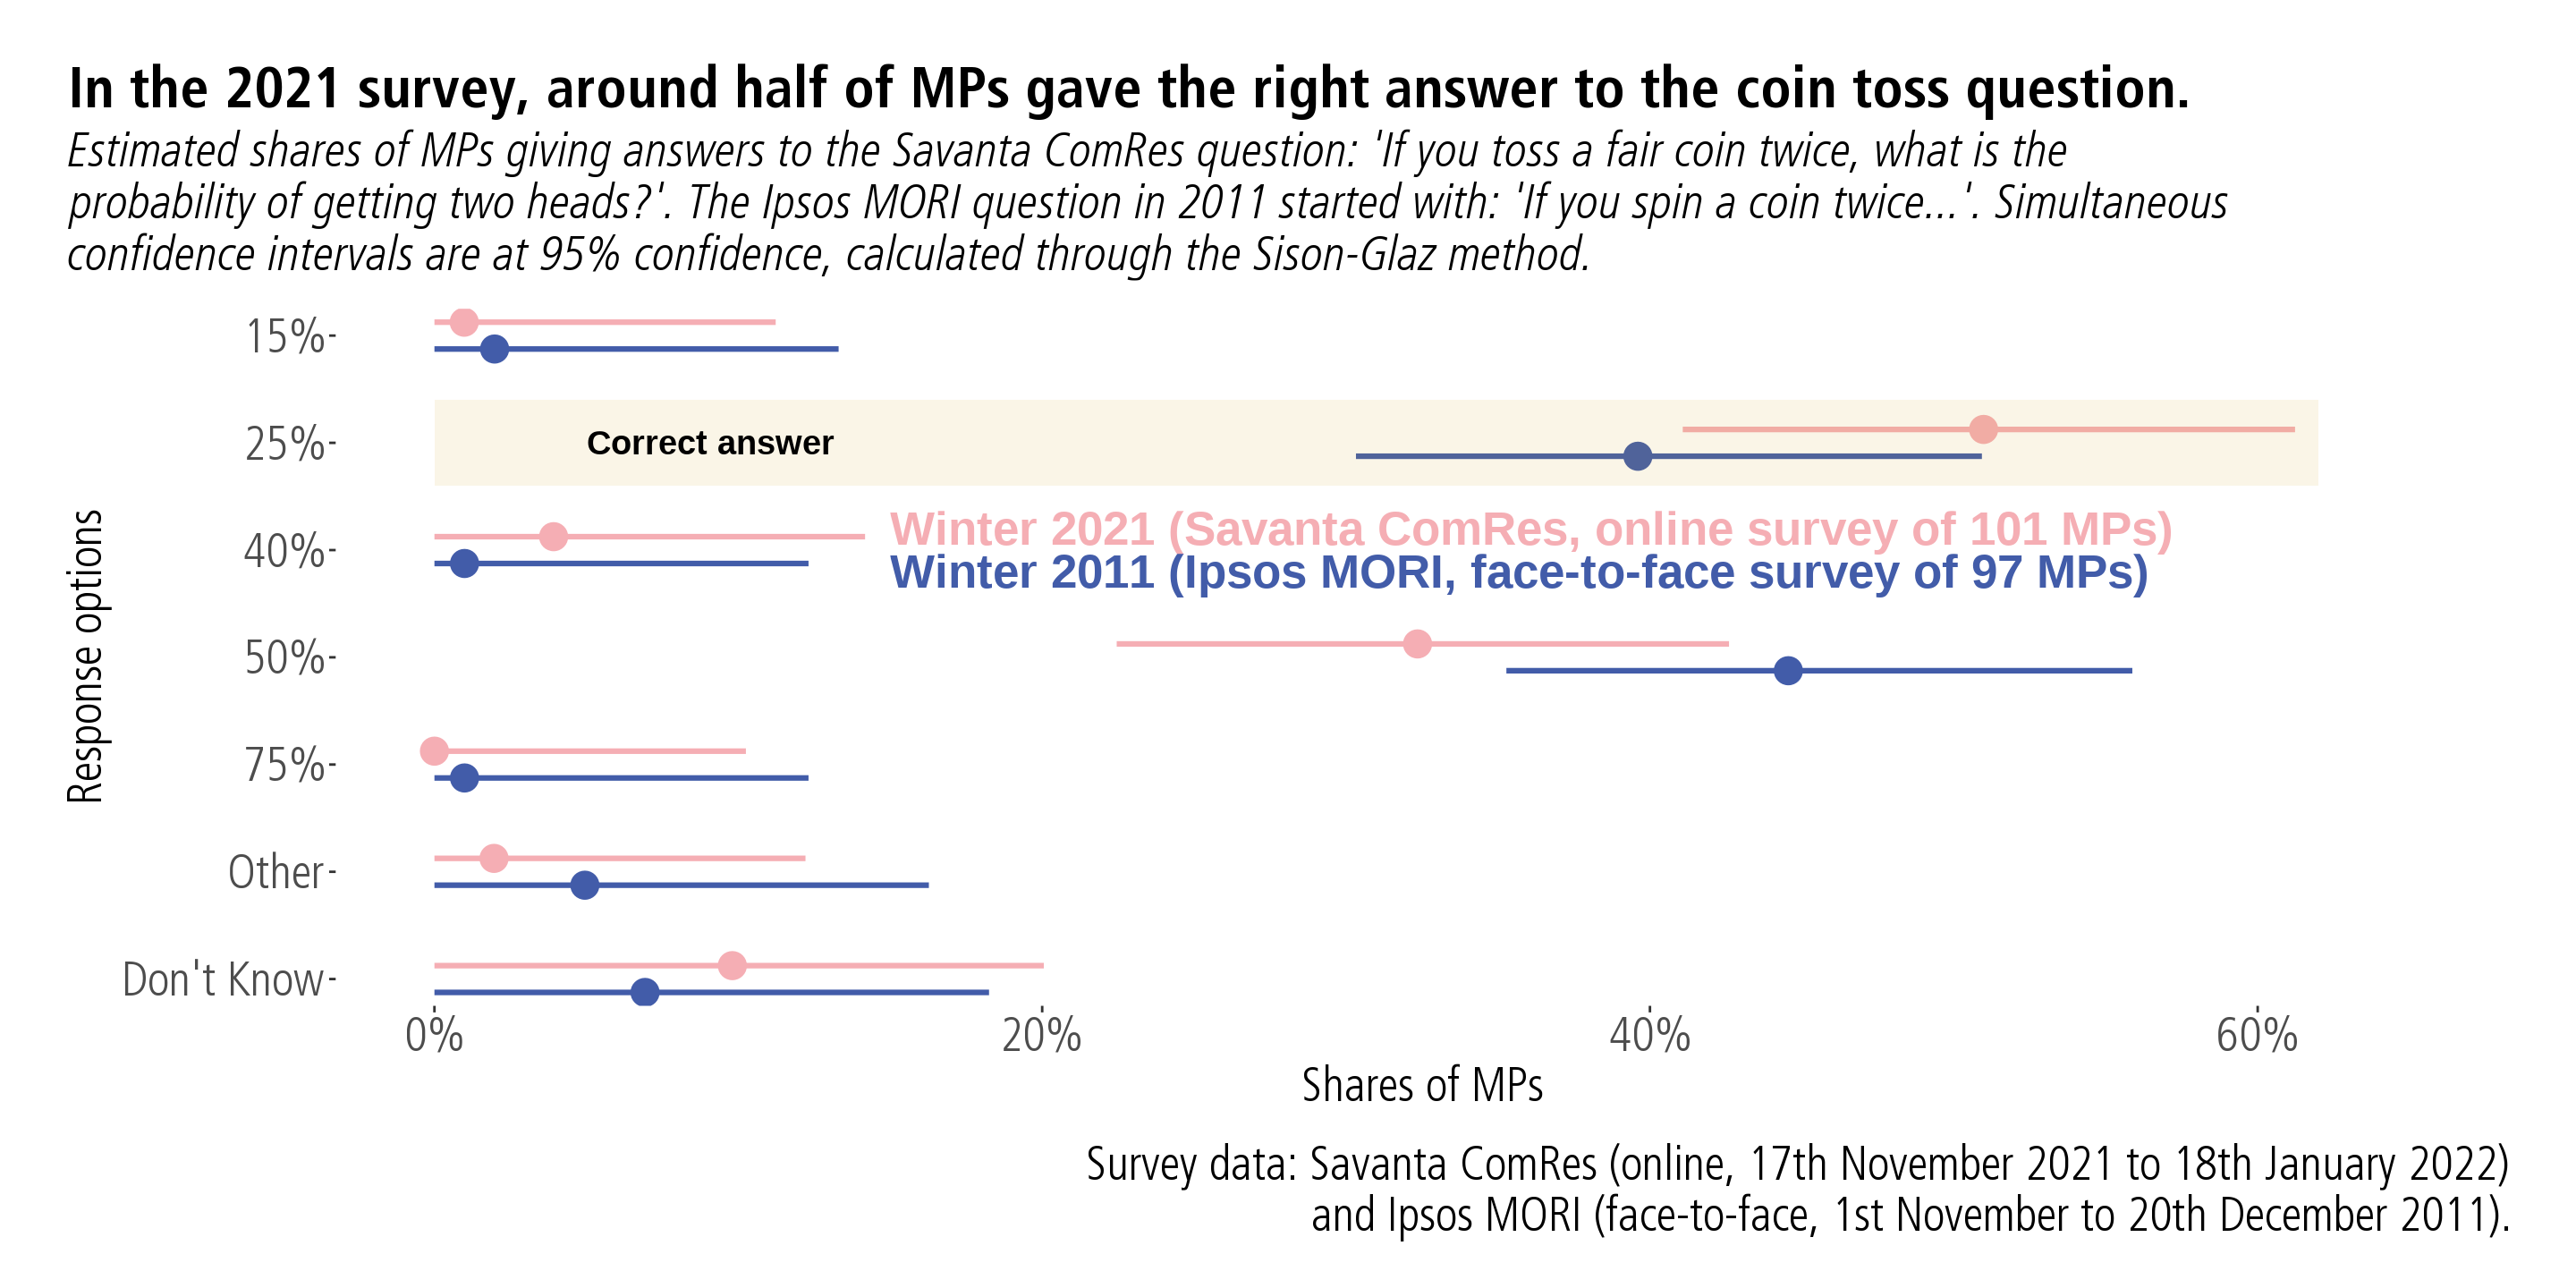 In the 2021 survey, around half of MPs gave the right answer to the coin toss question.
Estimated shares of MPs giving answers to the Savanta ComRes question: 'If you toss a fair coin twice, what is the
probability of getting two heads?'. The Ipsos MORI question in 2011 started with: 'If you spin a coin twice...'. Simultaneous
confidence intervals are at 95% confidence, calculated through the Sison-Glaz method.
Response options
15%
25%
Correct answer
40%
Winter 2021 (Savanta ComRes, online survey of 101 MPs)
Winter 2011 (Ipsos MORI, face-to-face survey of 97 MPs)
50%
75%
Other
Don't Know
0% 20% 40% 60%
Shares of MPs
Survey data: Savanta ComRes (online, 17th November 2021 to 18th January 2022)
and Ipsos MORI (face-to-face, 1st November to 20th December 2011).